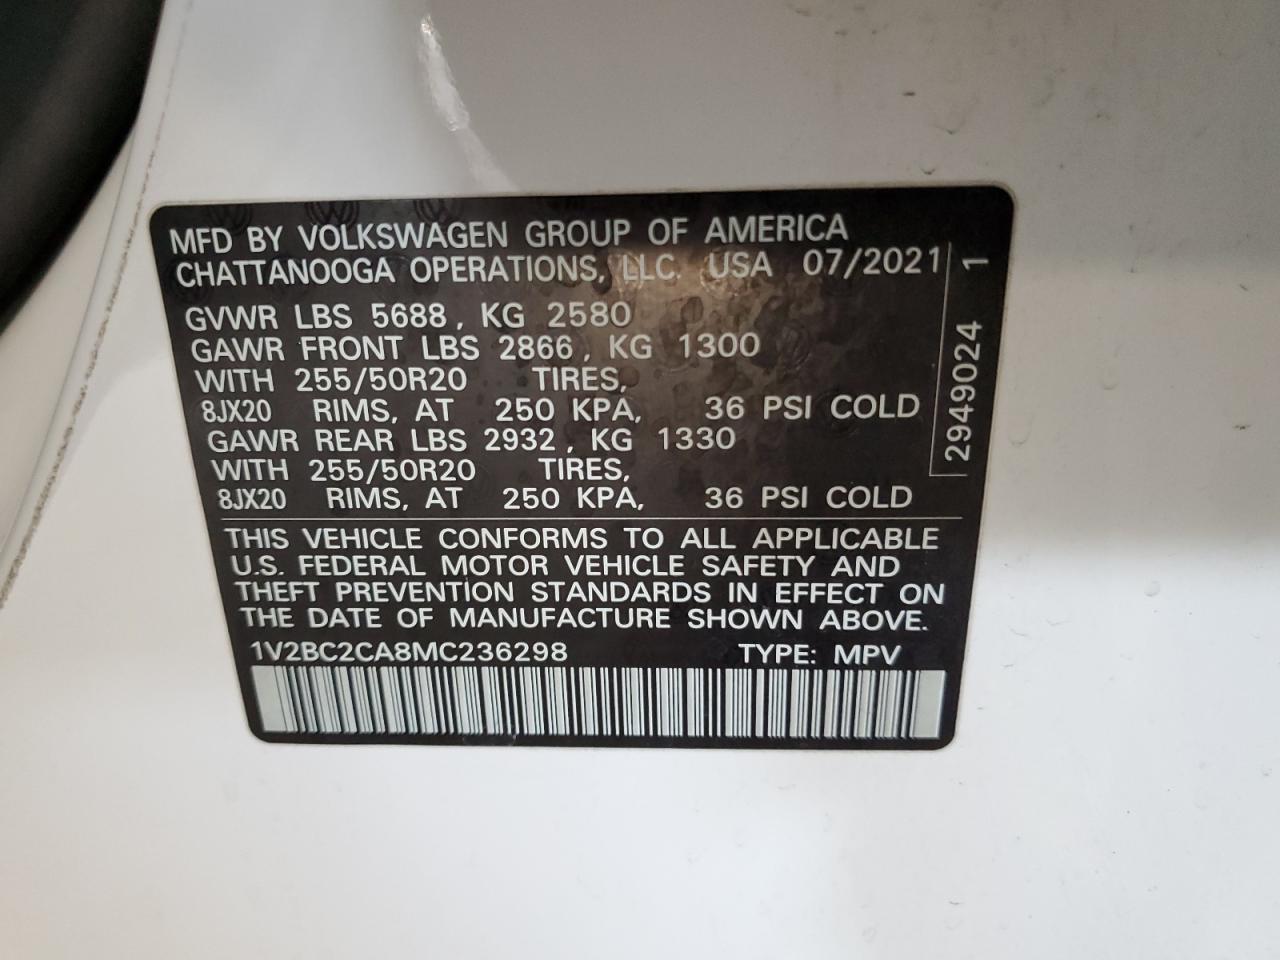 MFD BY VOLKSWAGEN GROUP OF AMERICA
CHATTANOOGA OPERATIONS, LLC. USA 07/2021
GVWR LBS 5688, KG 2580
GAWR FRONT LBS 2866, KG 1300
WITH 255/50R20 TIRES,
8JX20 RIMS, AT 250 KPA, 36 PSI COLD
GAWR REAR LBS 2932, KG 1330
WITH 255/50R20 TIRES,
8JX20 RIMS, AT 250 KPA, 36 PSI COLD
THIS VEHICLE CONFORMS TO ALL APPLICABLE
U.S. FEDERAL MOTOR VEHICLE SAFETY AND
THEFT PREVENTION STANDARDS IN EFFECT ON
THE DATE OF MANUFACTURE SHOWN ABOVE.
1V2BC2CA8MC236298 TYPE: MPV
2949024 1